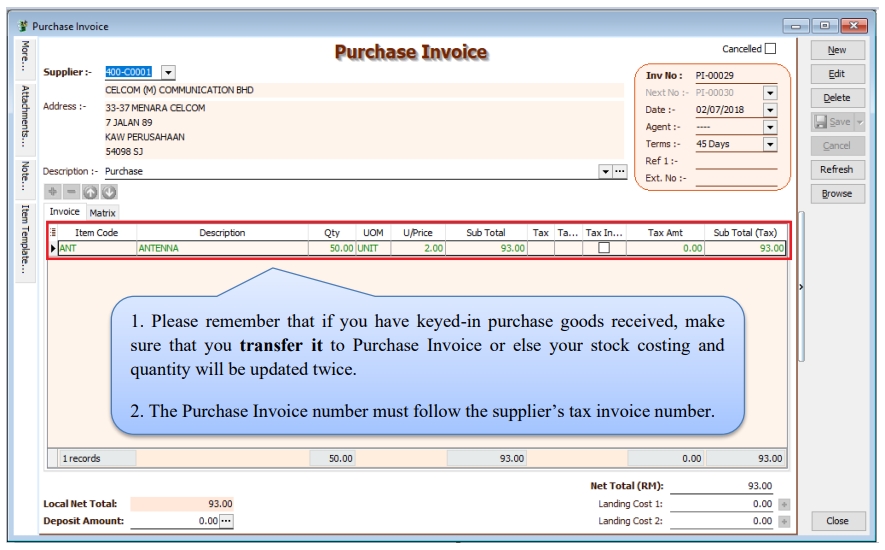 Purchase Invoice
Purchase Invoice
Cancelled
New
Edit
Delete
Save
Cancel
Refresh
Browse
More...
Attachments...
Note...
Item Template...
Supplier :- 400-C0001
CELCOM (M) COMMUNICATION BHD
Address :- 33-37 MENARA CELCOM
7 JALAN 89
KAW PERUSAHAAN
54098 SJ
Description :- Purchase
Inv No : PI-00029
Next No :- PI-00030
Date :- 02/07/2018
Agent :- ----
Terms :- 45 Days
Ref 1 :-
Ext. No :-
Invoice Matrix
Item Code Description Qty UOM U/Price Sub Total Tax Ta... Tax In... Tax Amt Sub Total (Tax)
ANT ANTENNA 50.00 UNIT 2.00 93.00 0.00 93.00
1. Please remember that if you have keyed-in purchase goods received, make
sure that you transfer it to Purchase Invoice or else your stock costing and
quantity will be updated twice.
2. The Purchase Invoice number must follow the supplier's tax invoice number.
1 records 50.00 93.00 0.00 93.00
Net Total (RM): 93.00
Local Net Total: 93.00
Landing Cost 1: 0.00
Deposit Amount: 0.00
Landing Cost 2: 0.00
Close